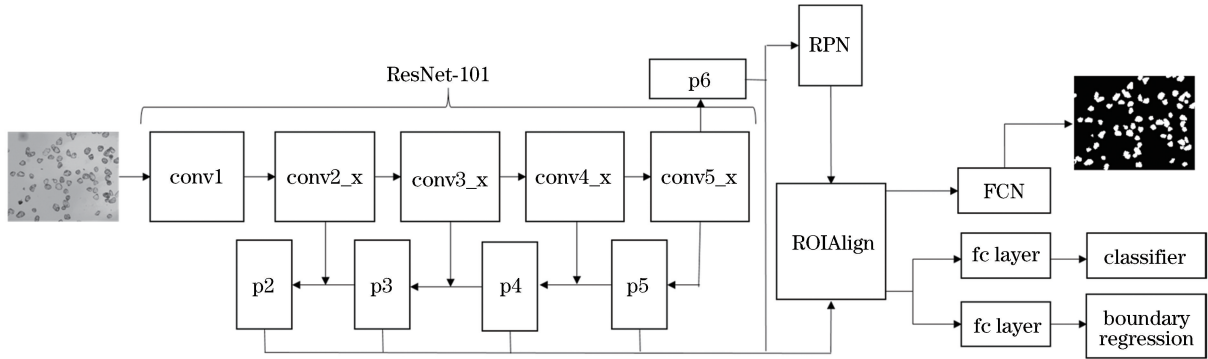 RPN
ResNet-101
p6
conv1
conv2_x
conv3_x
conv4_x
conv5_x
FCN
ROIAlign
p2
p3
p4
p5
fc layer
classifier
fc layer
boundary
regression